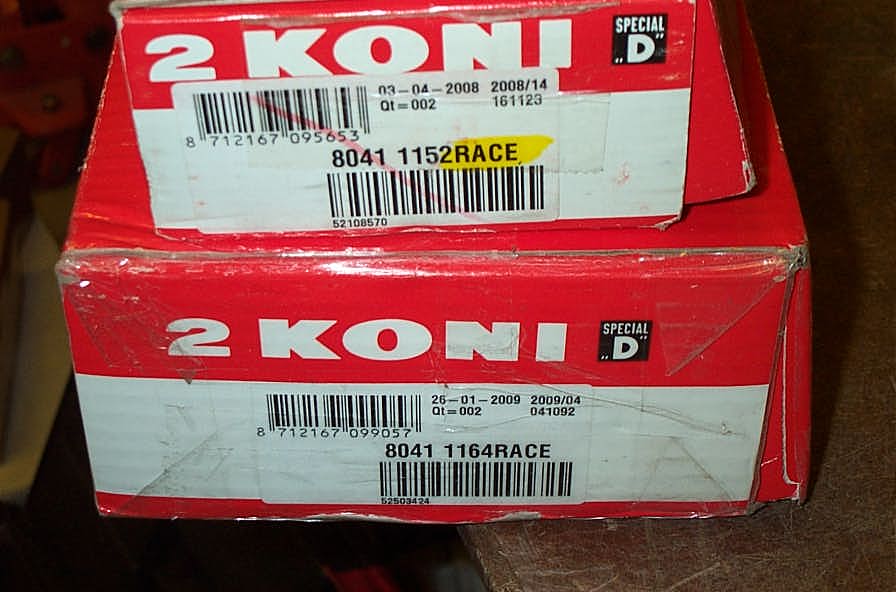 2 KONI
SPECIAL
"D"
03-04-2008 2008/14
Qt=002 161123
8 712167 095653
8041 1152RACE
52108570
2 KONI
SPECIAL
"D"
26-01-2009 2009/04
Qt=002 041092
8 712167 099057
8041 1164RACE
52503424